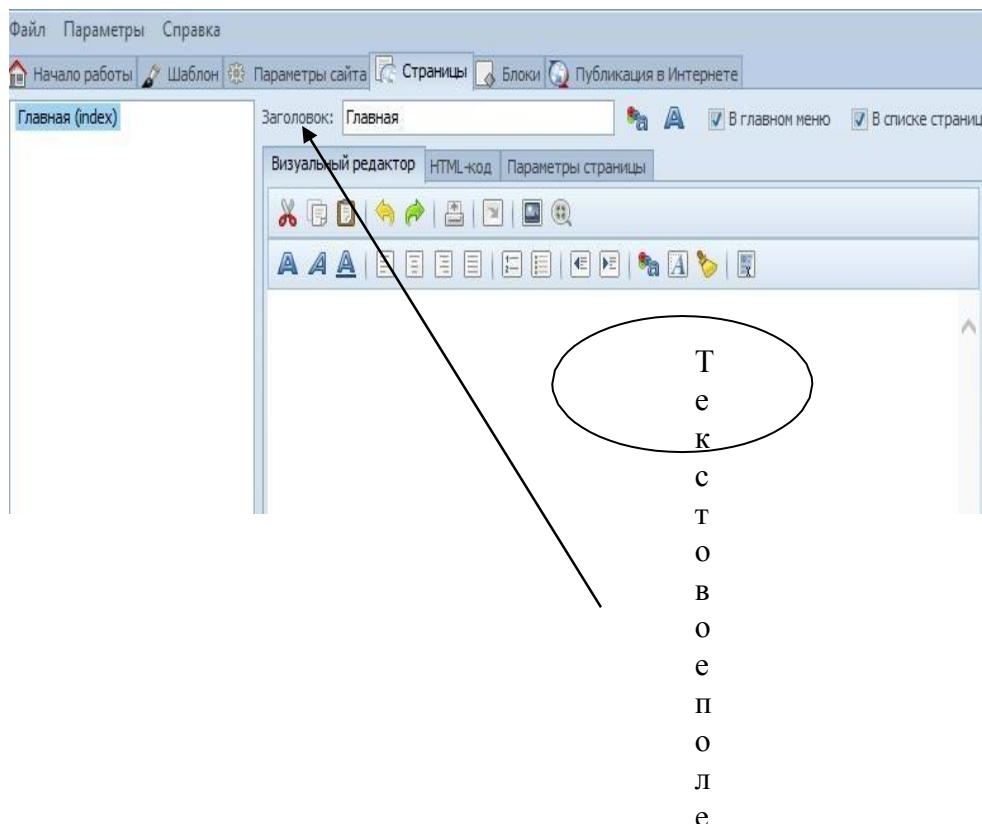 Файл Параметры Справка
Начало работы Шаблон Параметры сайта Страницы Блоки Публикация в Интернете
Главная (index)
Заголовок: Главная В главном меню В списке страниц
Визуальный редактор HTML-код Параметры страницы
Т
е
к
с
т
о
в
о
е
п
о
л
е